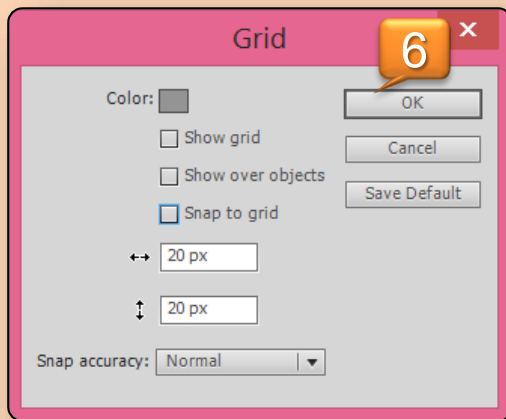 Grid
6
x
Color:
OK
Show grid
Cancel
Show over objects
Save Default
Snap to grid
20 px
20 px
Snap accuracy: Normal